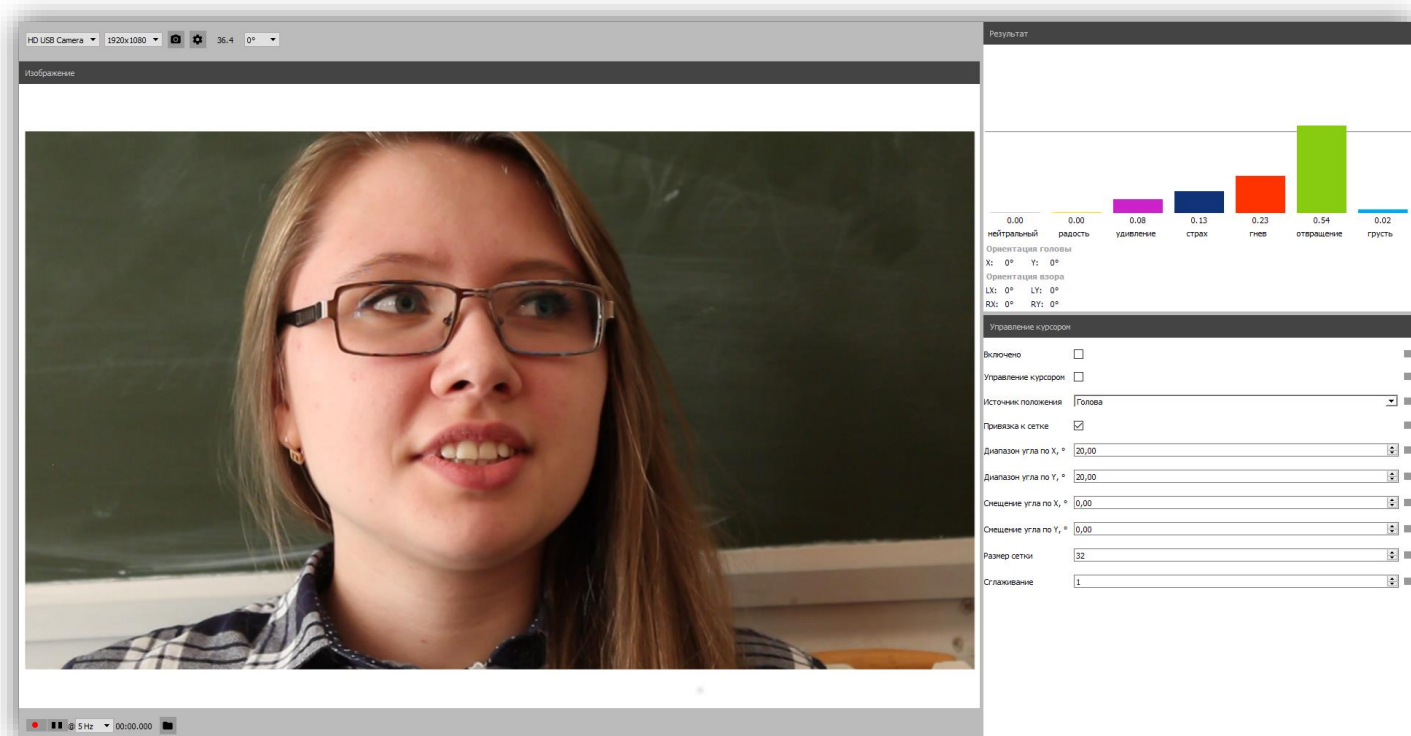 HD USB Camera 1920x1080 36.4 0°
Изображение
Результат
0.00 0.00 0.08 0.13 0.23 0.54 0.02
нейтральный радость удивление страх гнев отвращение грусть
Ориентация головы
X: 0° Y: 0°
Ориентация взора
LX: 0° LY: 0°
RX: 0° RY: 0°
Управление курсором
Включено
Управление курсором
Источник положения Голова
Привязка к сетке
Диапазон угла по X, ° 20,00
Диапазон угла по Y, ° 20,00
Смещение угла по X, ° 0,00
Смещение угла по Y, ° 0,00
Размер сетки 32
Сглаживание 1
@ 5 Hz 00:00.000